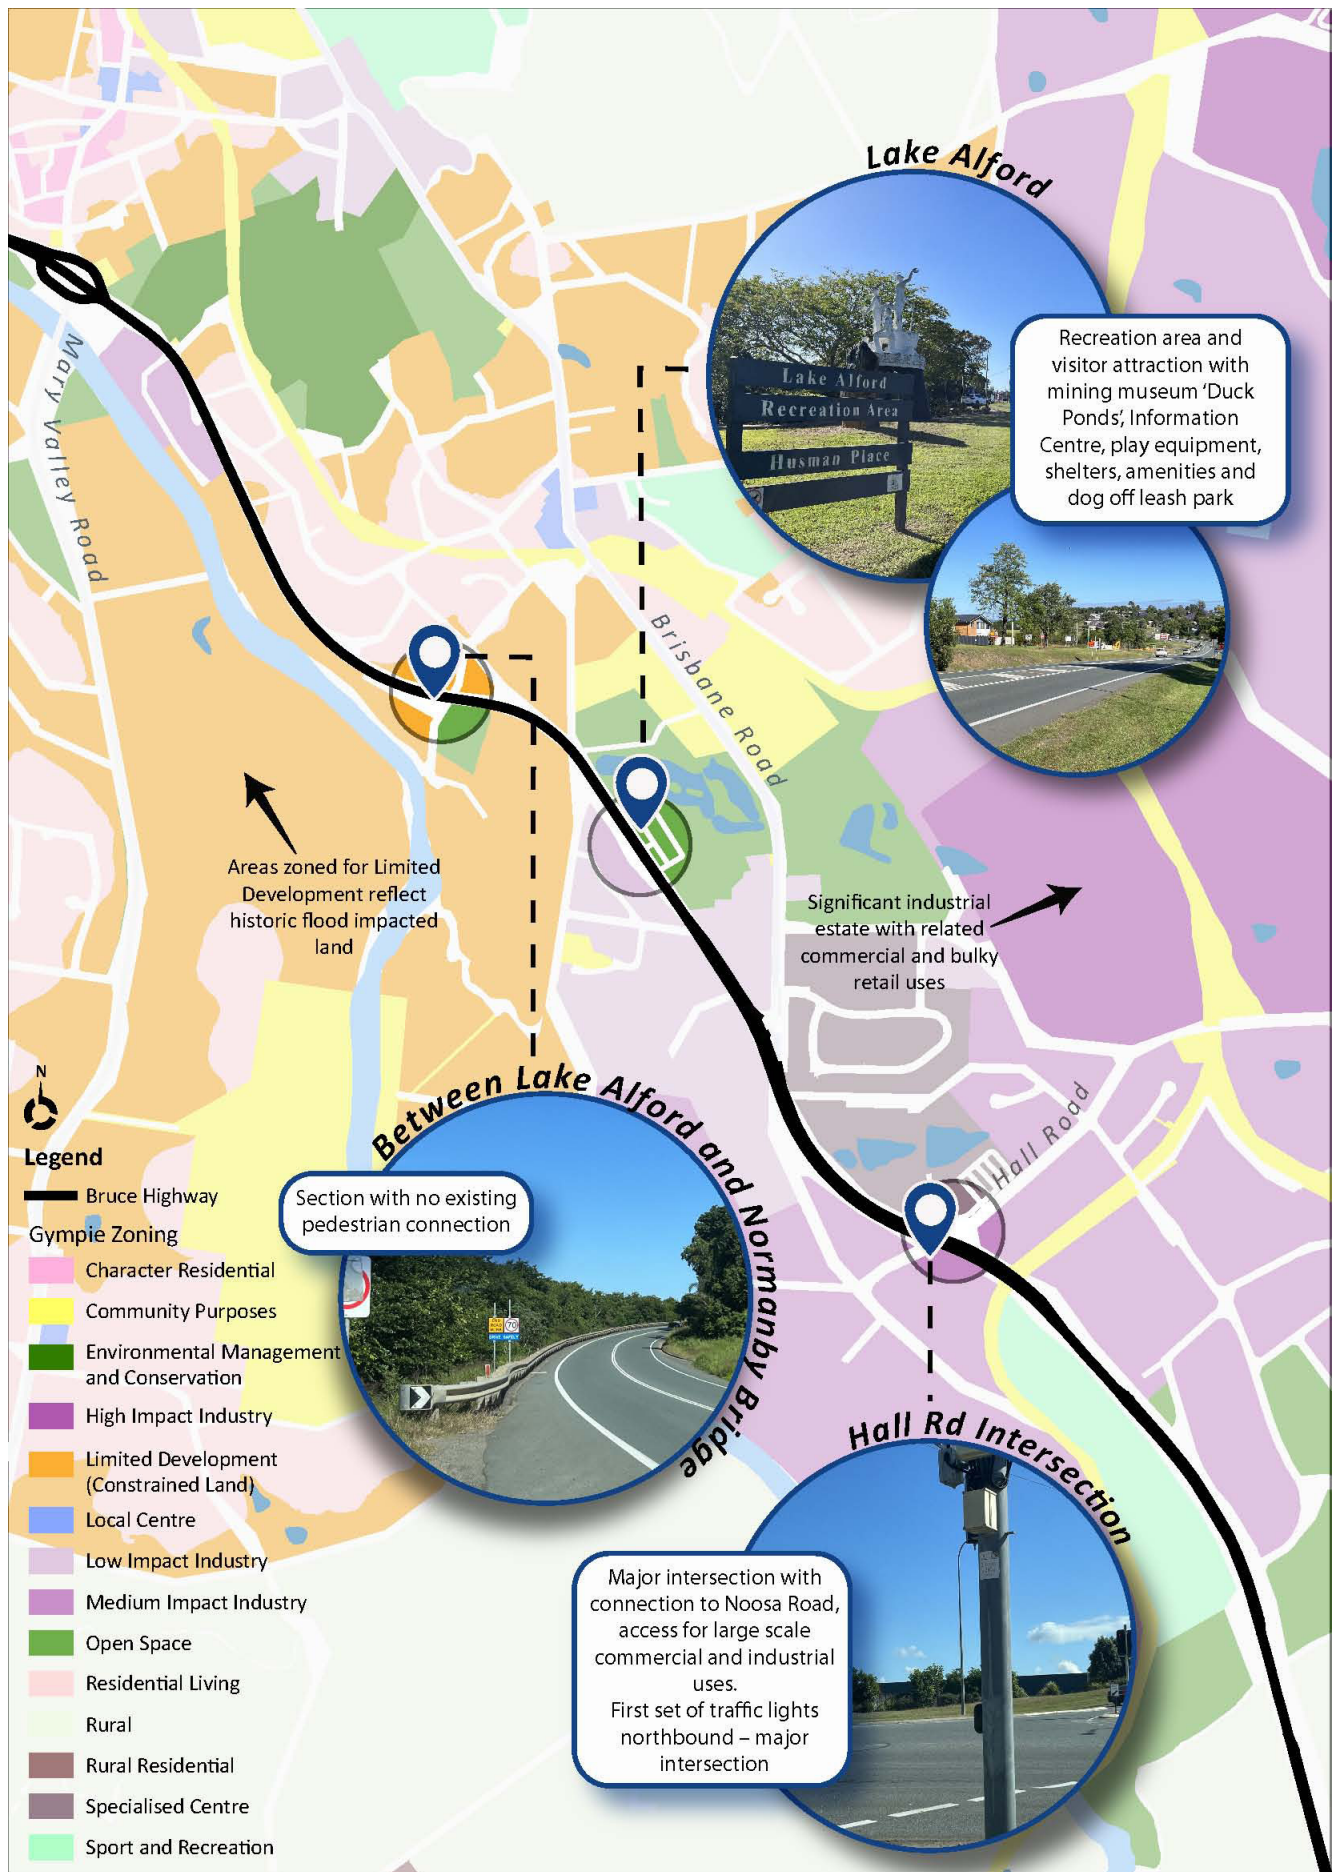 Lake Alford
Lake Alford
Recreation Area
Husman Place
Recreation area and
visitor attraction with
mining museum ‘Duck
Ponds’, Information
Centre, play equipment,
shelters, amenities and
dog off leash park
Mary Valley Road
Brisbane Road
Areas zoned for Limited
Development reflect
historic flood impacted
land
Significant industrial
estate with related
commercial and bulky
retail uses
Hall Road
Between Lake Alford and Normanby Bridge
Section with no existing
pedestrian connection
70
Hall Rd Intersection
Major intersection with
connection to Noosa Road,
access for large scale
commercial and industrial
uses.
First set of traffic lights
northbound – major
intersection
N
Legend
Bruce Highway
Gympie Zoning
Character Residential
Community Purposes
Environmental Management
and Conservation
High Impact Industry
Limited Development
(Constrained Land)
Local Centre
Low Impact Industry
Medium Impact Industry
Open Space
Residential Living
Rural
Rural Residential
Specialised Centre
Sport and Recreation